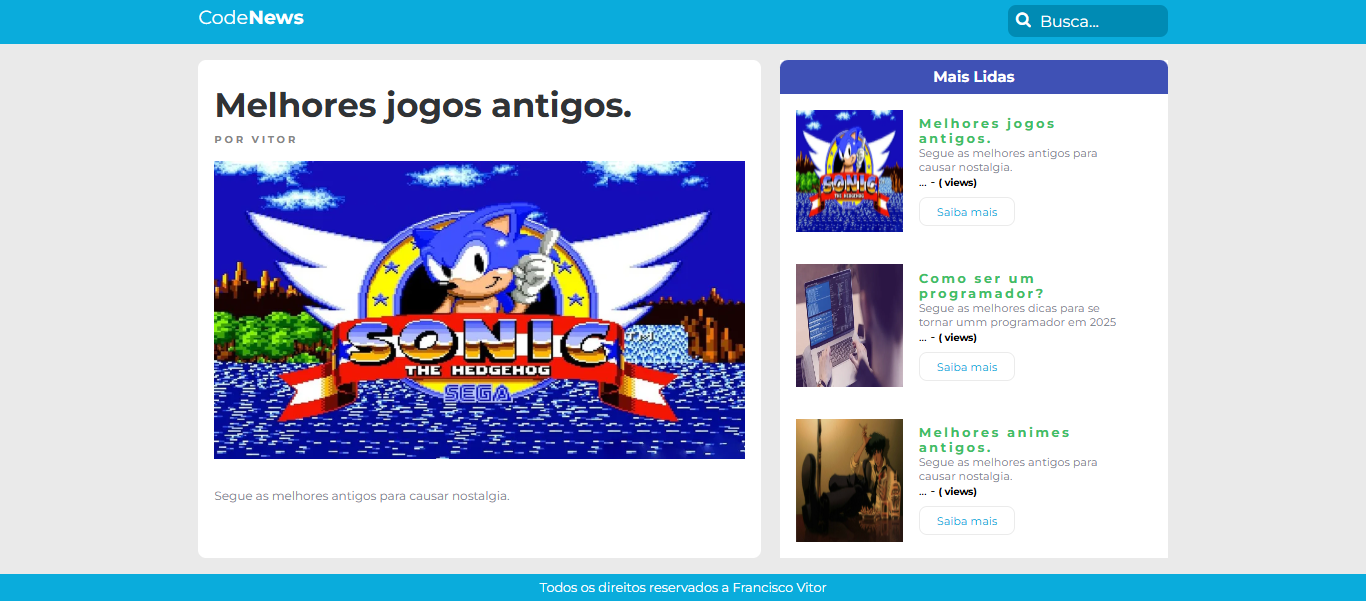 CodeNews
Busca...
Melhores jogos antigos.
POR VITOR
SONIC
THE HEDGEHOG
SEGA
Segue as melhores antigos para causar nostalgia.
Mais Lidas
SONIC
THE HEDGEHOG
Melhores jogos
antigos.
Segue as melhores antigos para
causar nostalgia.
... - ( views)
Saiba mais
Como ser um
programador?
Segue as melhores dicas para se
tornar umm programador em 2025
... - ( views)
Saiba mais
Melhores animes
antigos.
Segue as melhores antigos para
causar nostalgia.
... - ( views)
Saiba mais
Todos os direitos reservados a Francisco Vitor